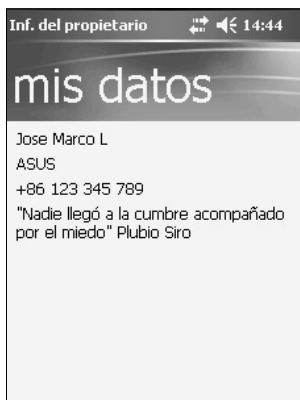 Inf. del propietario 14:44
mis datos
Jose Marco L
ASUS
+86 123 345 789
"Nadie llegó a la cumbre acompañado
por el miedo" Plubio Siro